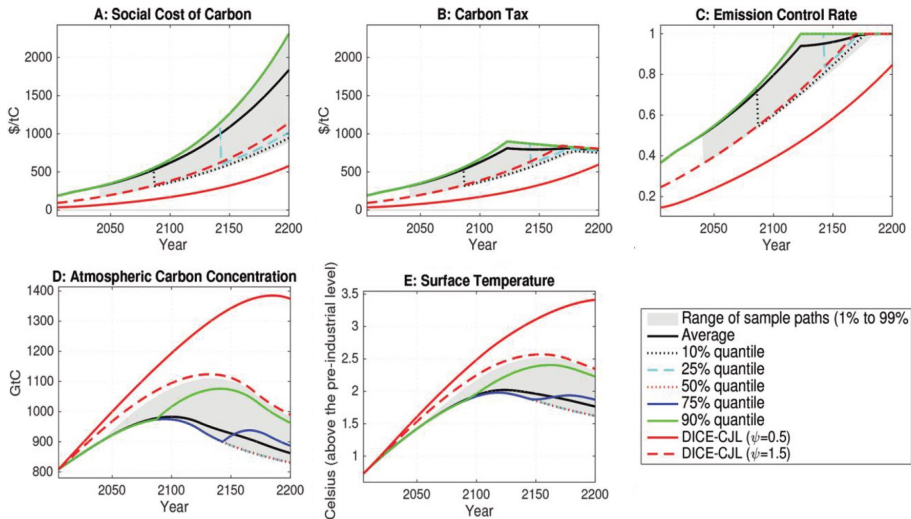 A: Social Cost of Carbon
$/tC
2000
1500
1000
500
0
2050
2100
2150
2200
Year
B: Carbon Tax
$/tC
2000
1500
1000
500
0
2050
2100
2150
2200
Year
C: Emission Control Rate
1
0.8
0.6
0.4
0.2
2050
2100
2150
2200
Year
D: Atmospheric Carbon Concentration
GtC
1400
1300
1200
1100
1000
900
800
2050
2100
2150
2200
Year
E: Surface Temperature
Celsius (above the pre-industrial level)
3.5
3
2.5
2
1.5
1
2050
2100
2150
2200
Year
Range of sample paths (1% to 99%
Average
10% quantile
25% quantile
50% quantile
75% quantile
90% quantile
DICE-CJL (ψ=0.5)
DICE-CJL (ψ=1.5)